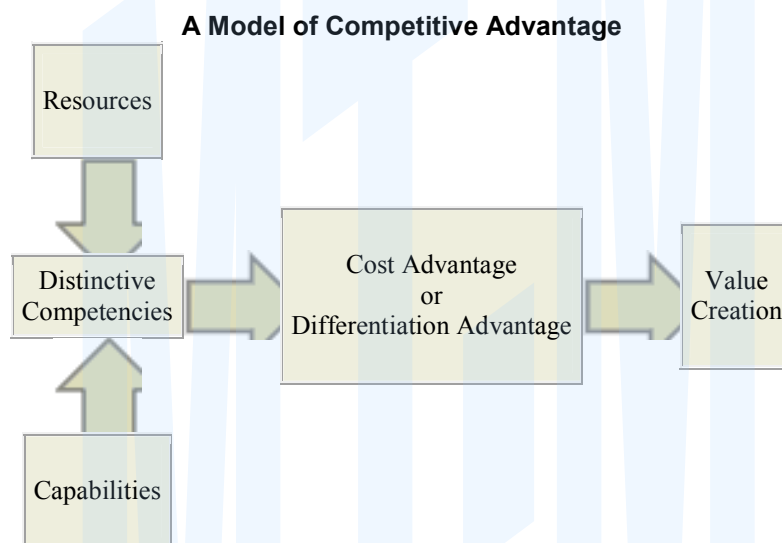 A Model of Competitive Advantage
Resources
Distinctive
Competencies
Cost Advantage
or
Differentiation Advantage
Value
Creation
Capabilities